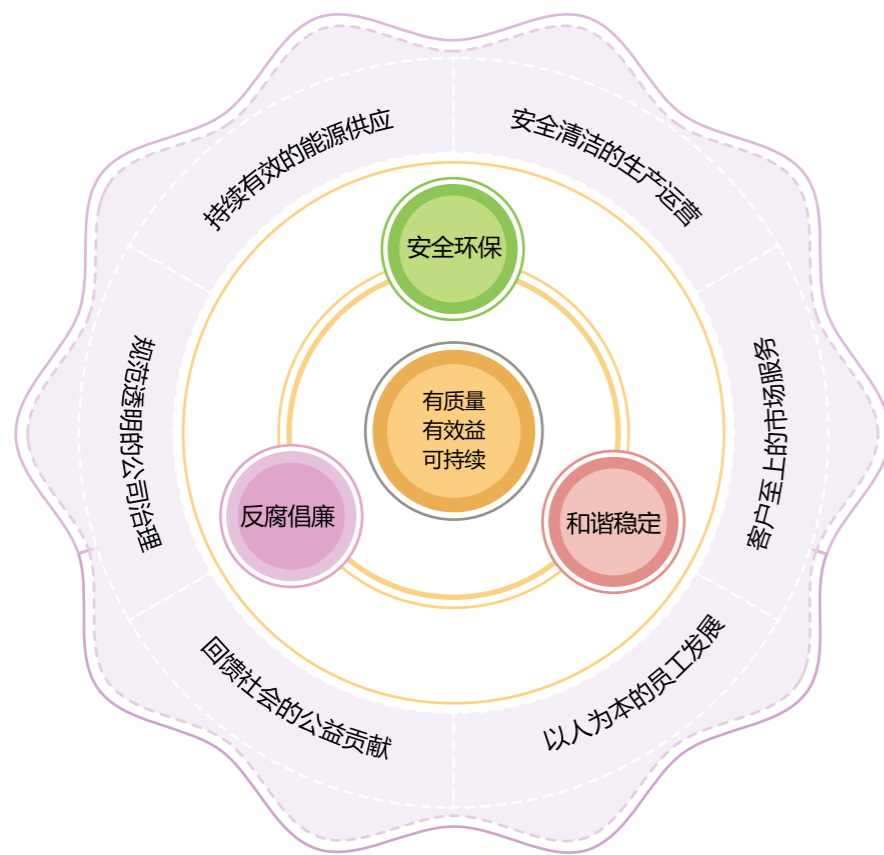 持续有效的能源供应
安全清洁的生产运营
客户至上的市场服务
以人为本的员工发展
回馈社会的公益贡献
规范透明的公司治理
安全环保
和谐稳定
反腐倡廉
有质量
有效益
可持续